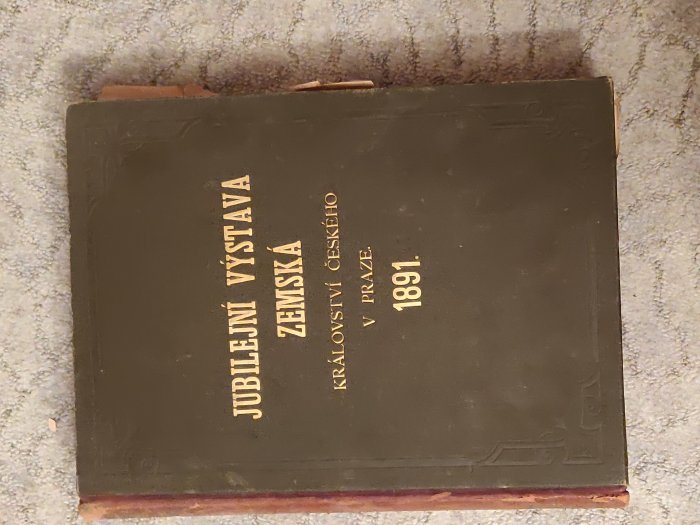 JUBILEJNÍ VÝSTAVA
ZEMSKÁ
KRÁLOVSTVÍ ČESKÉHO
V PRAZE.
1891.